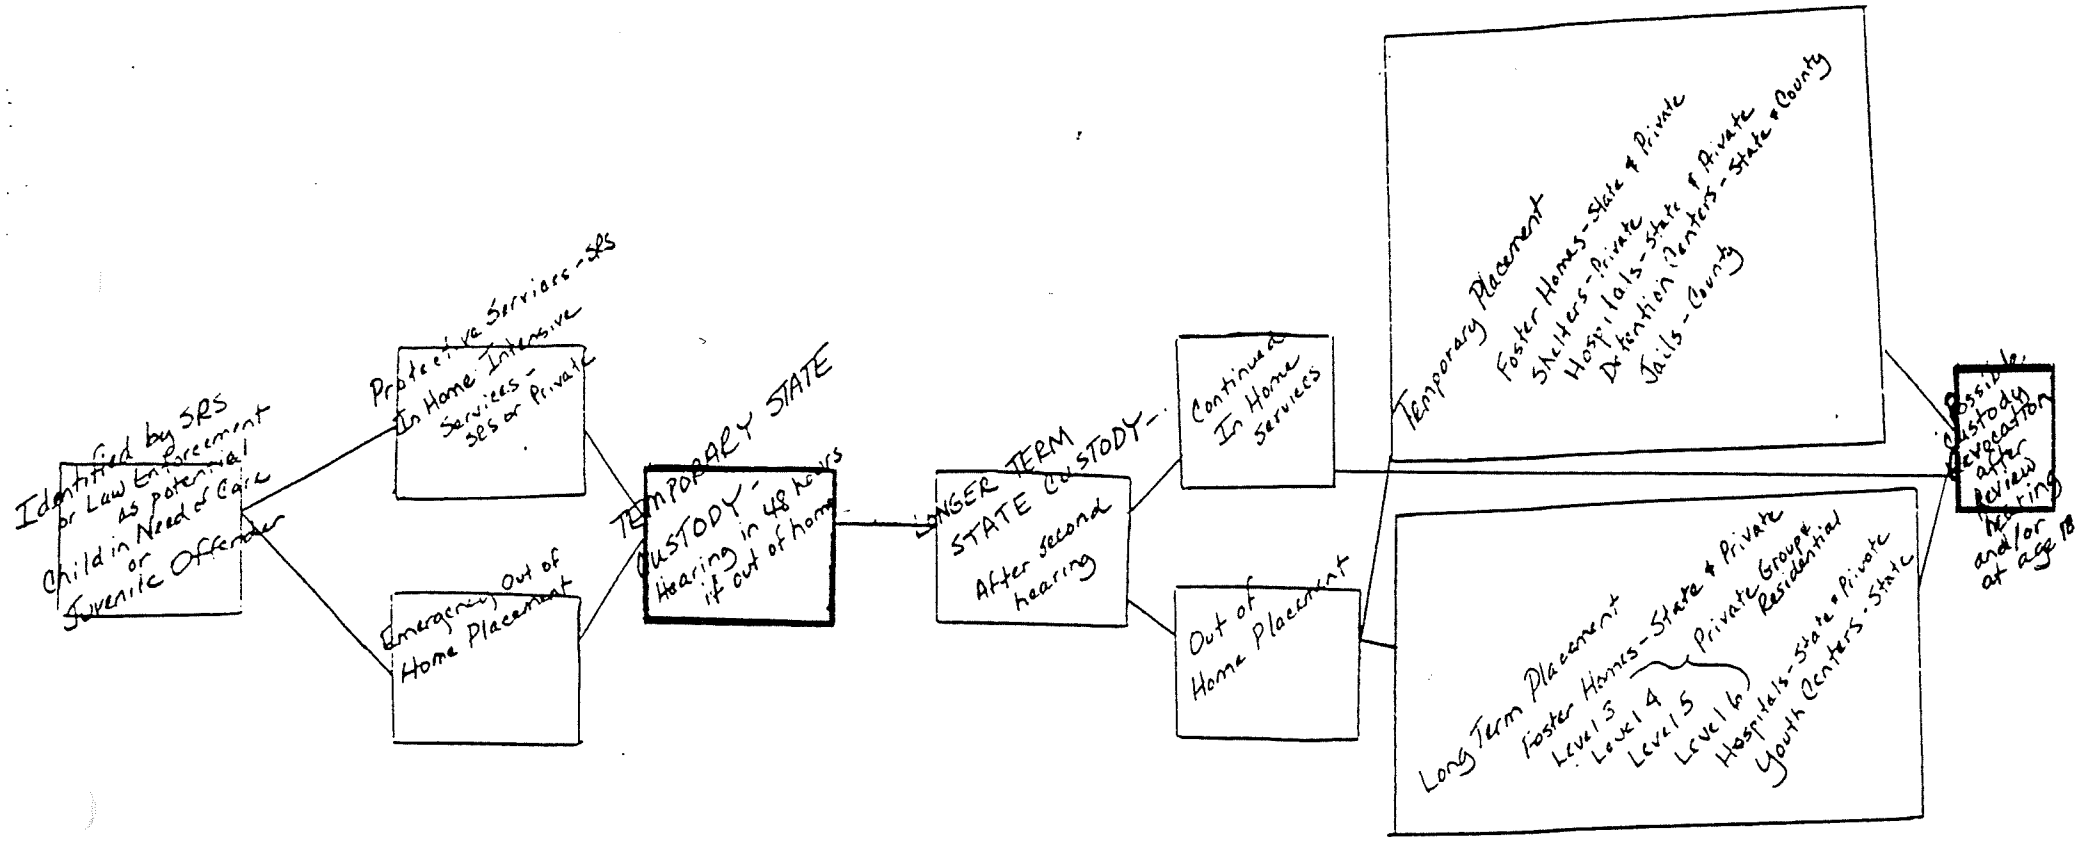 Identified by SRS
or Law Enforcement
as potential
Child in Need of Care
or
Juvenile Offender
Protective Services - SRS
In Home Intensive
Services -
SRS or Private
Emergency Out of
Home Placement
TEMPORARY STATE
CUSTODY -
Hearing in 48 hours
if out of home
LONGER TERM
STATE CUSTODY -
After second
hearing
Continued
In Home
Services
Out of
Home Placement
Temporary Placement
Foster Homes - State & Private
Shelters - Private
Hospitals - State & Private
Detention Centers - State & County
Jails - County
Long Term Placement
Foster Homes - State & Private
Level 3
Level 4
Level 5
Level 6
Private Group &
Residential
Hospitals - State & Private
Youth Centers - State
Possible
Custody
Revocation
after
Review
hearing
and/or
at age 18